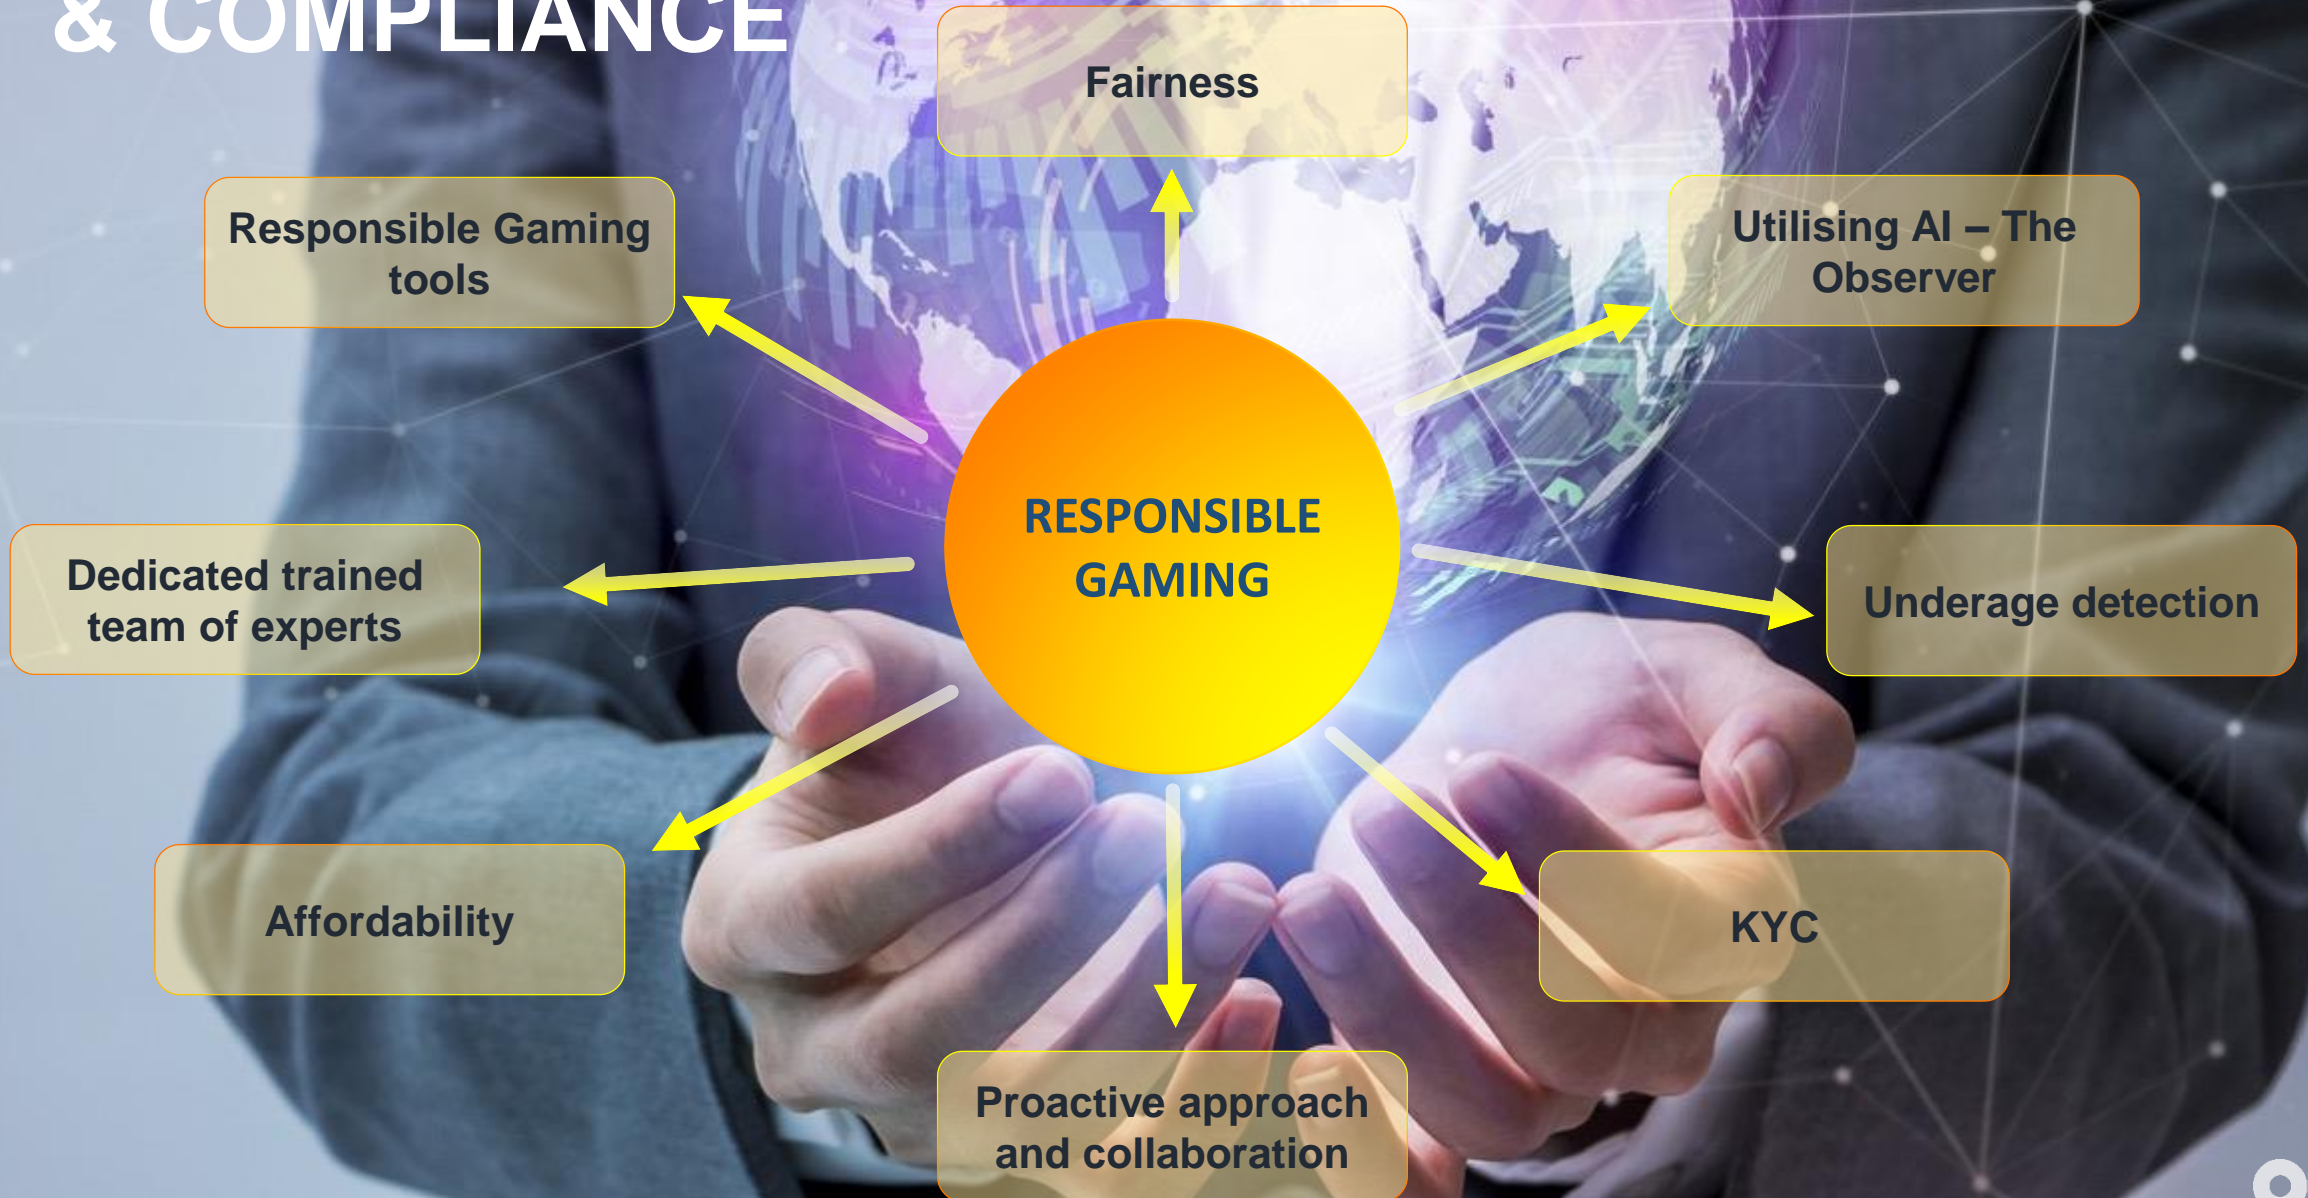 & COMPLIANCE
Fairness
Responsible Gaming
tools
Utilising AI – The
Observer
RESPONSIBLE
GAMING
Dedicated trained
team of experts
Underage detection
Affordability
KYC
Proactive approach
and collaboration